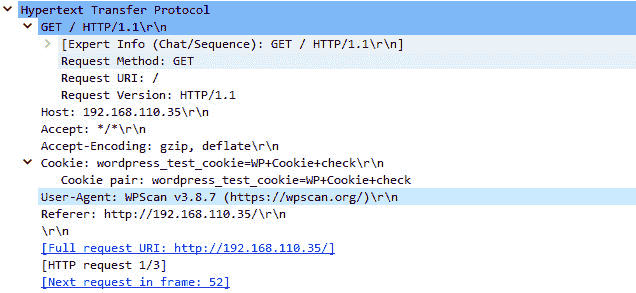 Hypertext Transfer Protocol
GET / HTTP/1.1\r\n
[Expert Info (Chat/Sequence): GET / HTTP/1.1\r\n]
Request Method: GET
Request URI: /
Request Version: HTTP/1.1
Host: 192.168.110.35\r\n
Accept: */*\r\n
Accept-Encoding: gzip, deflate\r\n
Cookie: wordpress_test_cookie=WP+Cookie+check\r\n
Cookie pair: wordpress_test_cookie=WP+Cookie+check
User-Agent: WPScan v3.8.7 (https://wpscan.org/)\r\n
Referer: http://192.168.110.35/\r\n
\r\n
[Full request URI: http://192.168.110.35/]
[HTTP request 1/3]
[Next request in frame: 52]